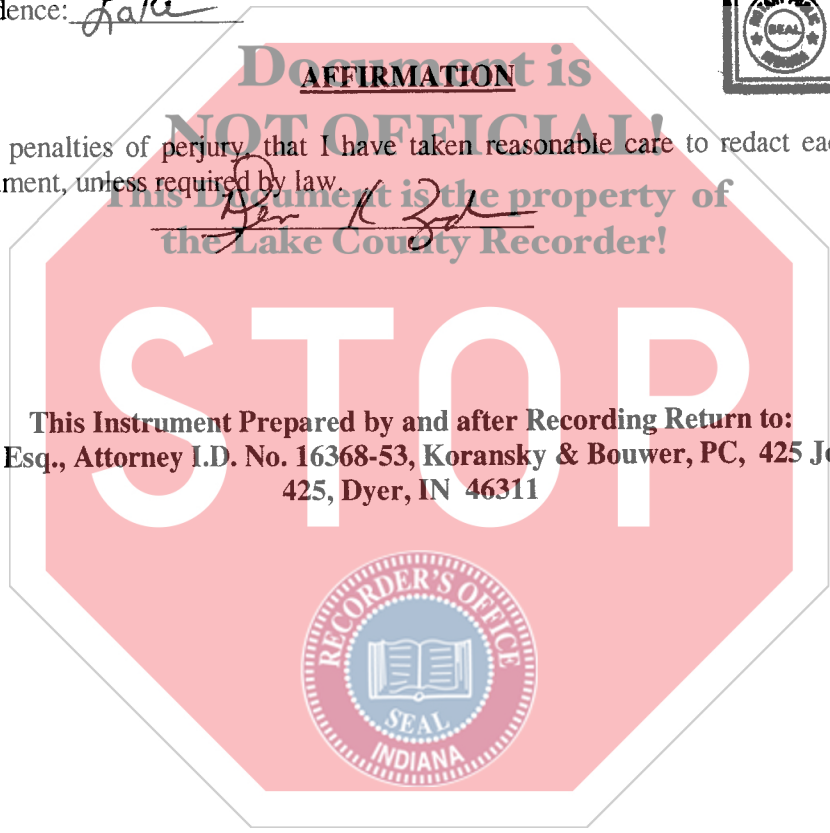 dence: Lake
SEAL
Document is
AFFIRMATION
NOT OFFICIAL!
penalties of perjury, that I have taken reasonable care to redact ea
ment, unless required by law.
This Document is the property of
the Lake County Recorder!
STOP
This Instrument Prepared by and after Recording Return to:
Esq., Attorney I.D. No. 16368-53, Koransky & Bouwer, PC, 425 Jo
425, Dyer, IN 46311
RECORDER'S OFFICE
SEAL
INDIANA